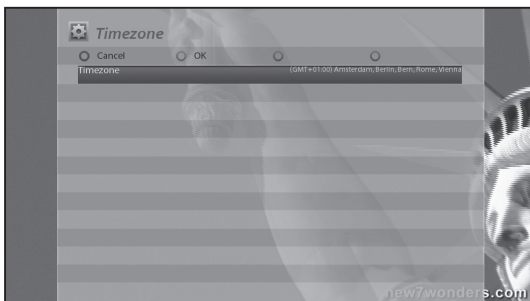 Timezone
Cancel OK
Timezone (GMT+01:00) Amsterdam, Berlin, Bern, Rome, Vienna
new7wonders.com